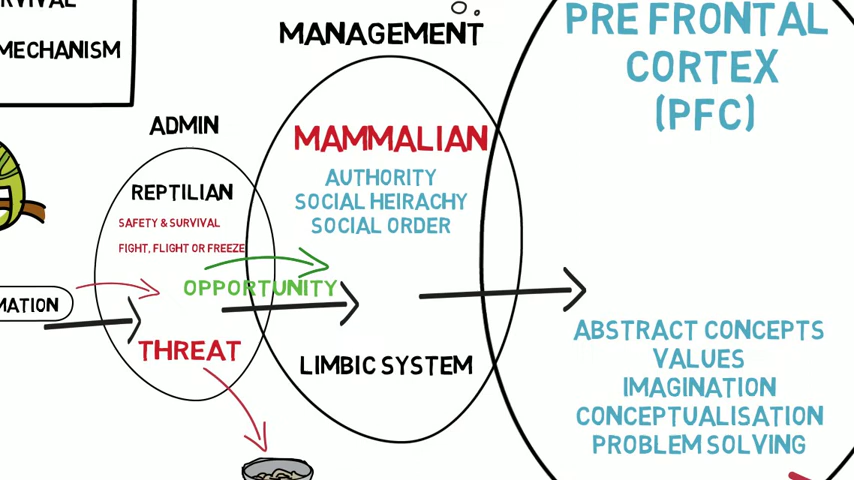 MECHANISM
ADMIN
REPTILIAN
SAFETY & SURVIVAL
FIGHT, FLIGHT OR FREEZE
OPPORTUNITY
THREAT
MANAGEMENT
MAMMALIAN
AUTHORITY
SOCIAL HEIRACHY
SOCIAL ORDER
LIMBIC SYSTEM
PRE FRONTAL
CORTEX
(PFC)
ABSTRACT CONCEPTS
VALUES
IMAGINATION
CONCEPTUALISATION
PROBLEM SOLVING